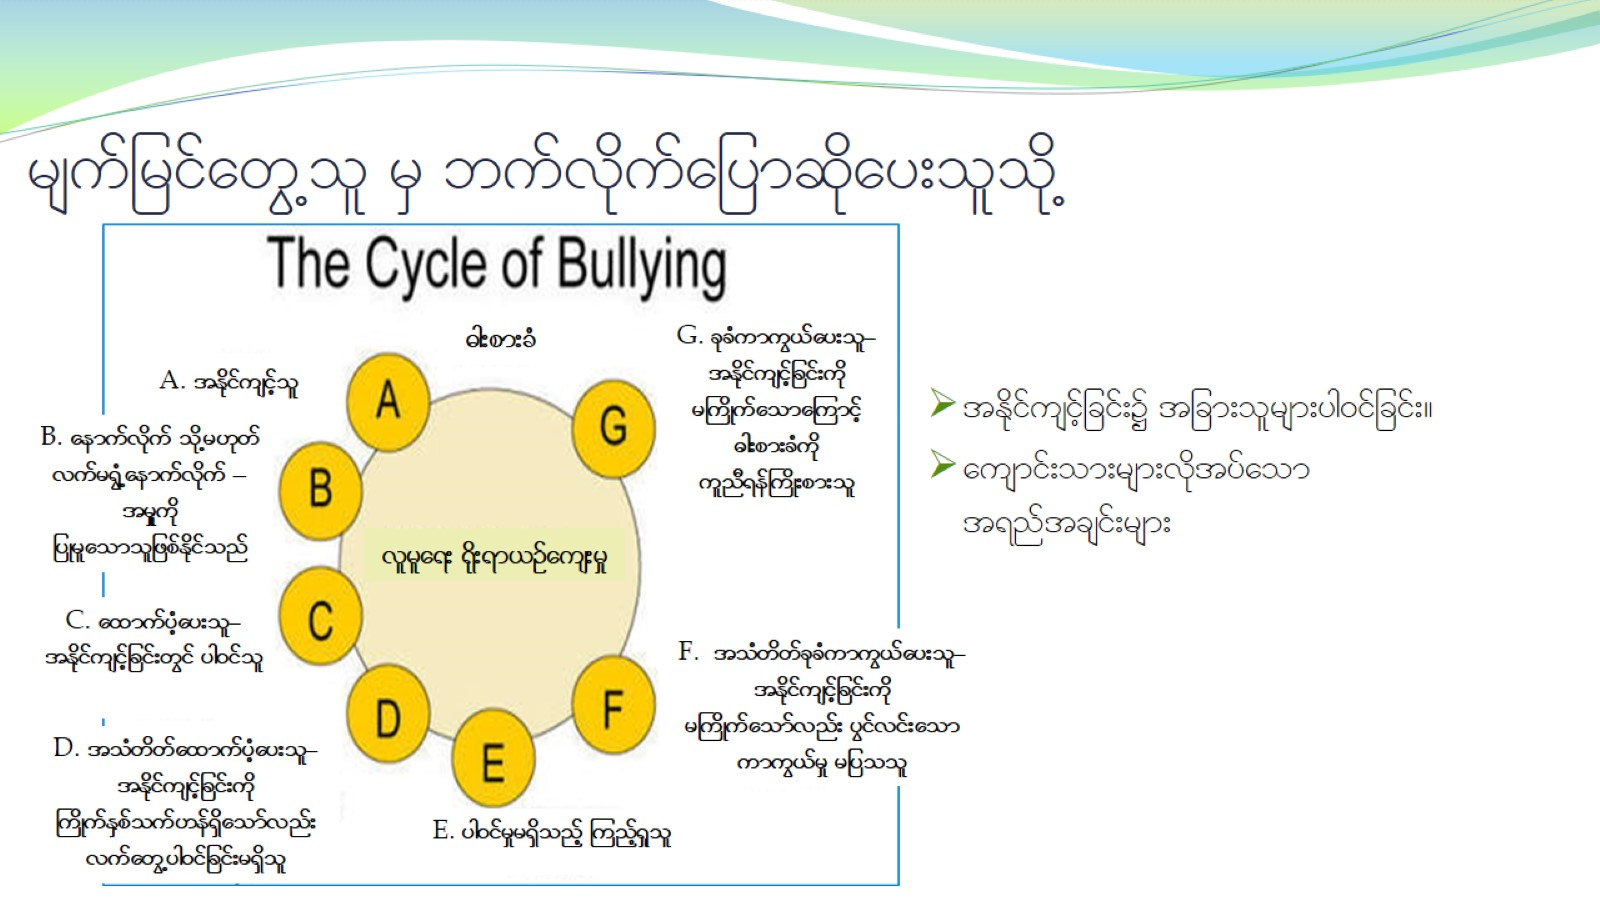 မျက်မြင်တွေ့သူ မှ ဘက်လိုက်ပြောဆိုပေးသူသို့
The Cycle of Bullying
ဓါးစားခံ
A. အနိုင်ကျင့်သူ
B. နောက်လိုက် သို့မဟုတ်
လက်မရွံ့နောက်လိုက် –
အမှုကို
ပြုမူသောသူဖြစ်နိုင်သည်
C. ထောက်ပံ့ပေးသူ–
အနိုင်ကျင့်ခြင်းတွင် ပါဝင်သူ
D. အသံတိတ်ထောက်ပံ့ပေးသူ–
အနိုင်ကျင့်ခြင်းကို
ကြိုက်နှစ်သက်ဟန်ရှိသော်လည်း
လက်တွေ့ပါဝင်ခြင်းမရှိသူ
E. ပါဝင်မှုမရှိသည့် ကြည့်ရှုသူ
F. အသံတိတ်ခုခံကာကွယ်ပေးသူ–
အနိုင်ကျင့်ခြင်းကို
မကြိုက်သော်လည်း ပွင်လင်းသော
ကာကွယ်မှု မပြသသူ
G. ခုခံကာကွယ်ပေးသူ–
အနိုင်ကျင့်ခြင်းကို
မကြိုက်သောကြောင့်
ဓါးစားခံကို
ကူညီရန်ကြိုးစားသူ
A
B
C
D
E
F
G
လူမှုရေး ရိုးရာယဉ်ကျေးမှု
အနိုင်ကျင့်ခြင်း၌ အခြားသူများပါဝင်ခြင်း။
ကျောင်းသားများလိုအပ်သော
အရည်အချင်းများ